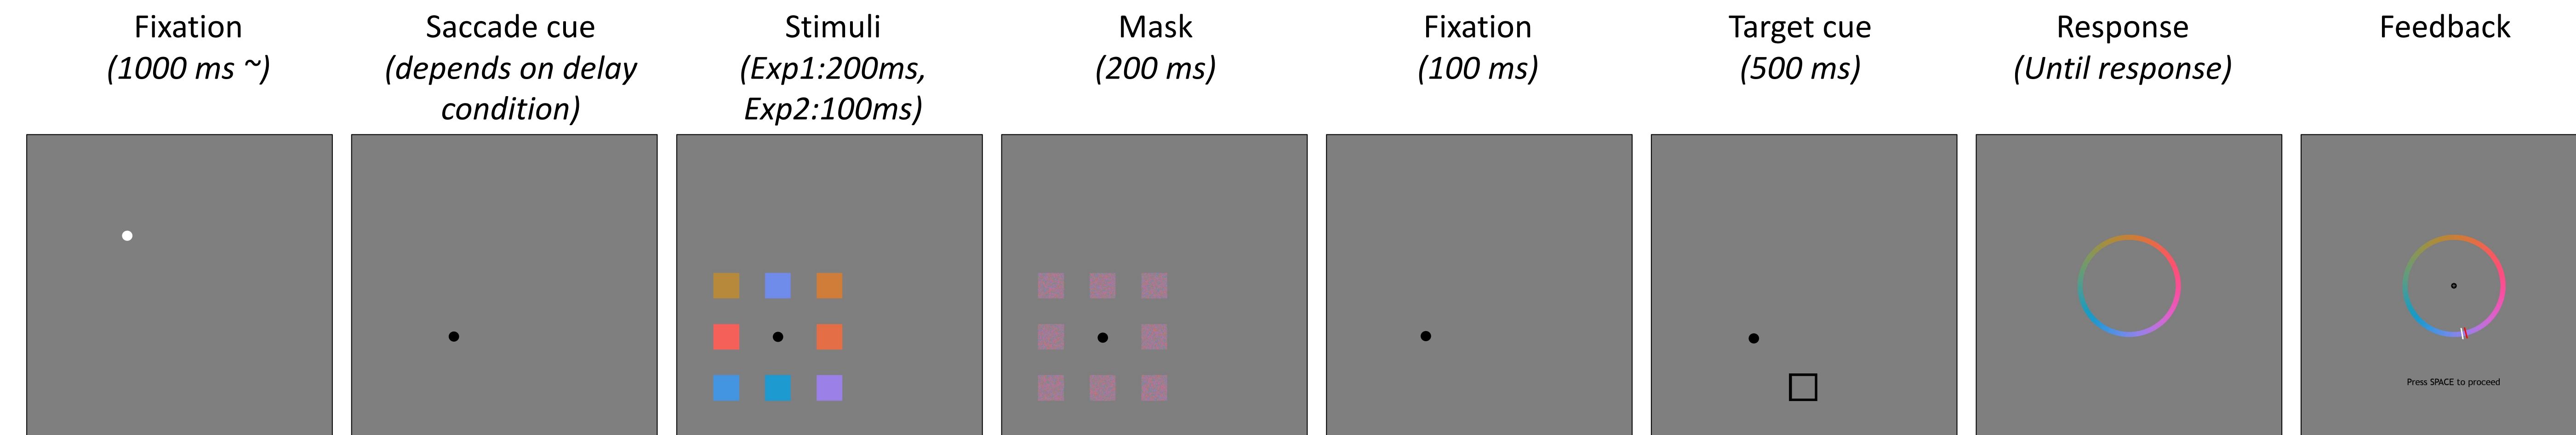 Fixation
(1000 ms ~)
Saccade cue
(depends on delay
condition)
Stimuli
(Exp1:200ms,
Exp2:100ms)
Mask
(200 ms)
Fixation
(100 ms)
Target cue
(500 ms)
Response
(Until response)
Feedback
Press SPACE to proceed